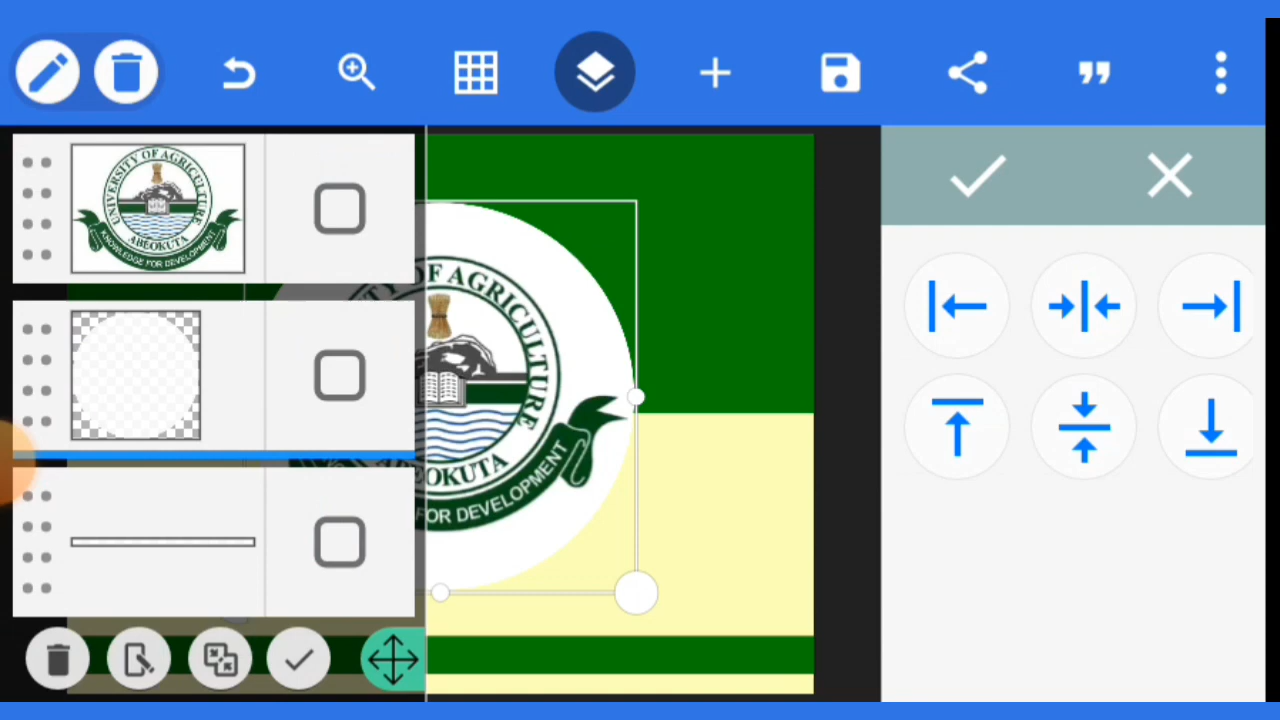 UNIVERSITY OF AGRICULTURE
ABEOKUTA
KNOWLEDGE FOR DEVELOPMENT
OF AGRICULTURE
OKUTA
FOR DEVELOPMENT